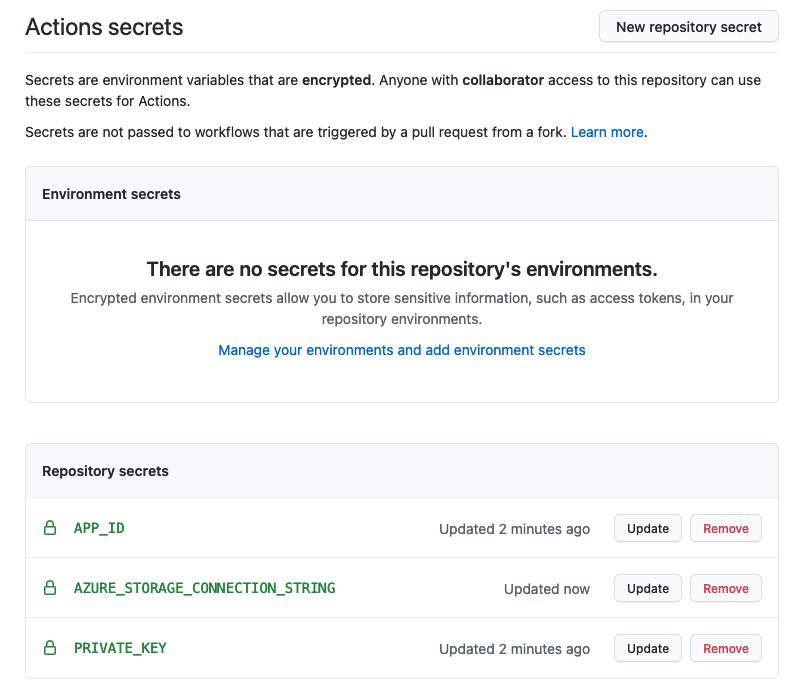 Actions secrets
New repository secret
Secrets are environment variables that are encrypted. Anyone with collaborator access to this repository can use
these secrets for Actions.
Secrets are not passed to workflows that are triggered by a pull request from a fork. Learn more.
Environment secrets
There are no secrets for this repository's environments.
Encrypted environment secrets allow you to store sensitive information, such as access tokens, in your
repository environments.
Manage your environments and add environment secrets
Repository secrets
APP_ID Updated 2 minutes ago Update Remove
AZURE_STORAGE_CONNECTION_STRING Updated now Update Remove
PRIVATE_KEY Updated 2 minutes ago Update Remove